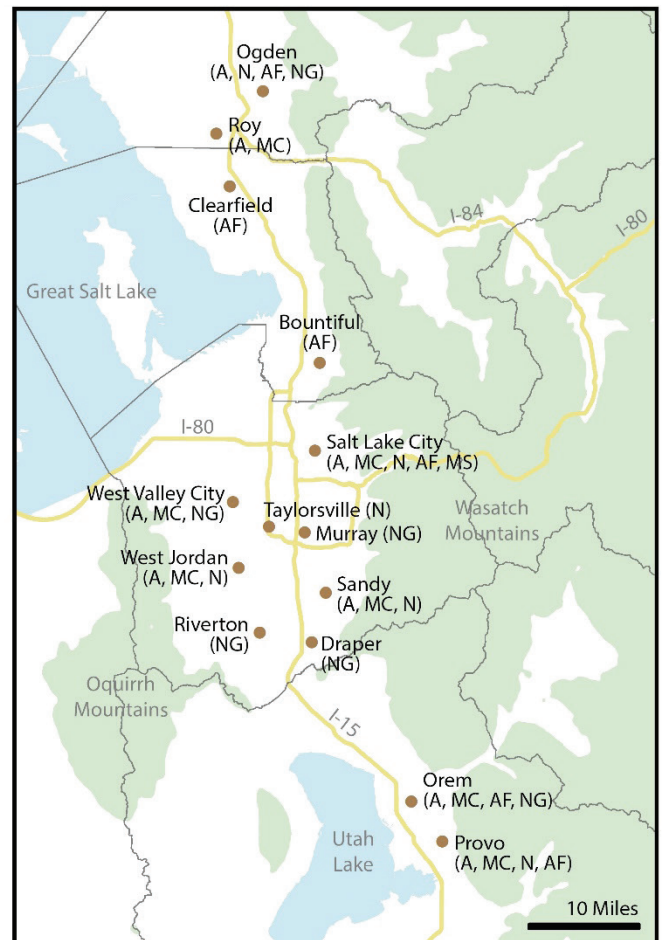 Ogden
(A, N, AF, NG)
Roy
(A, MC)
Clearfield
(AF)
I-84
I-80
Great Salt Lake
Bountiful
(AF)
I-80
Salt Lake City
(A, MC, N, AF, MS)
West Valley City
(A, MC, NG)
Taylorsville (N)
Murray (NG)
Wasatch
Mountains
West Jordan
(A, MC, N)
Sandy
(A, MC, N)
Riverton
(NG)
Draper
(NG)
Oquirrh
Mountains
I-15
Orem
(A, MC, AF, NG)
Utah
Lake
Provo
(A, MC, N, AF)
10 Miles